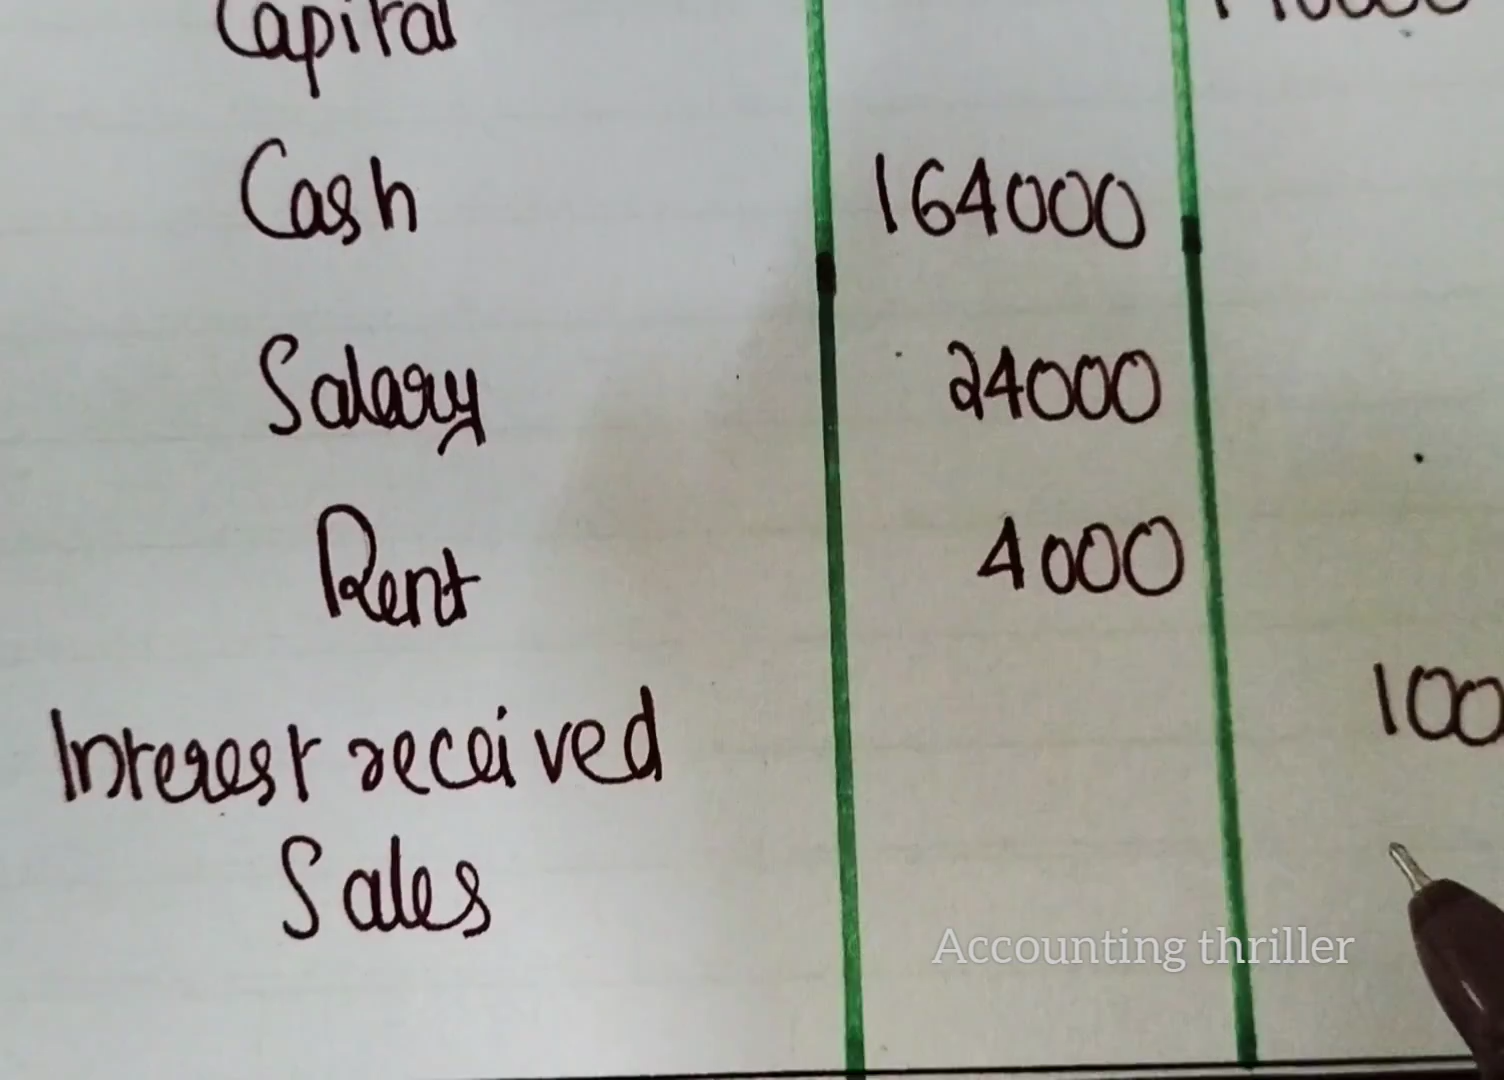 Capital
Cash 164000
Salary 24000
Rent 4000
Interest received 100
Sales
Accounting thriller